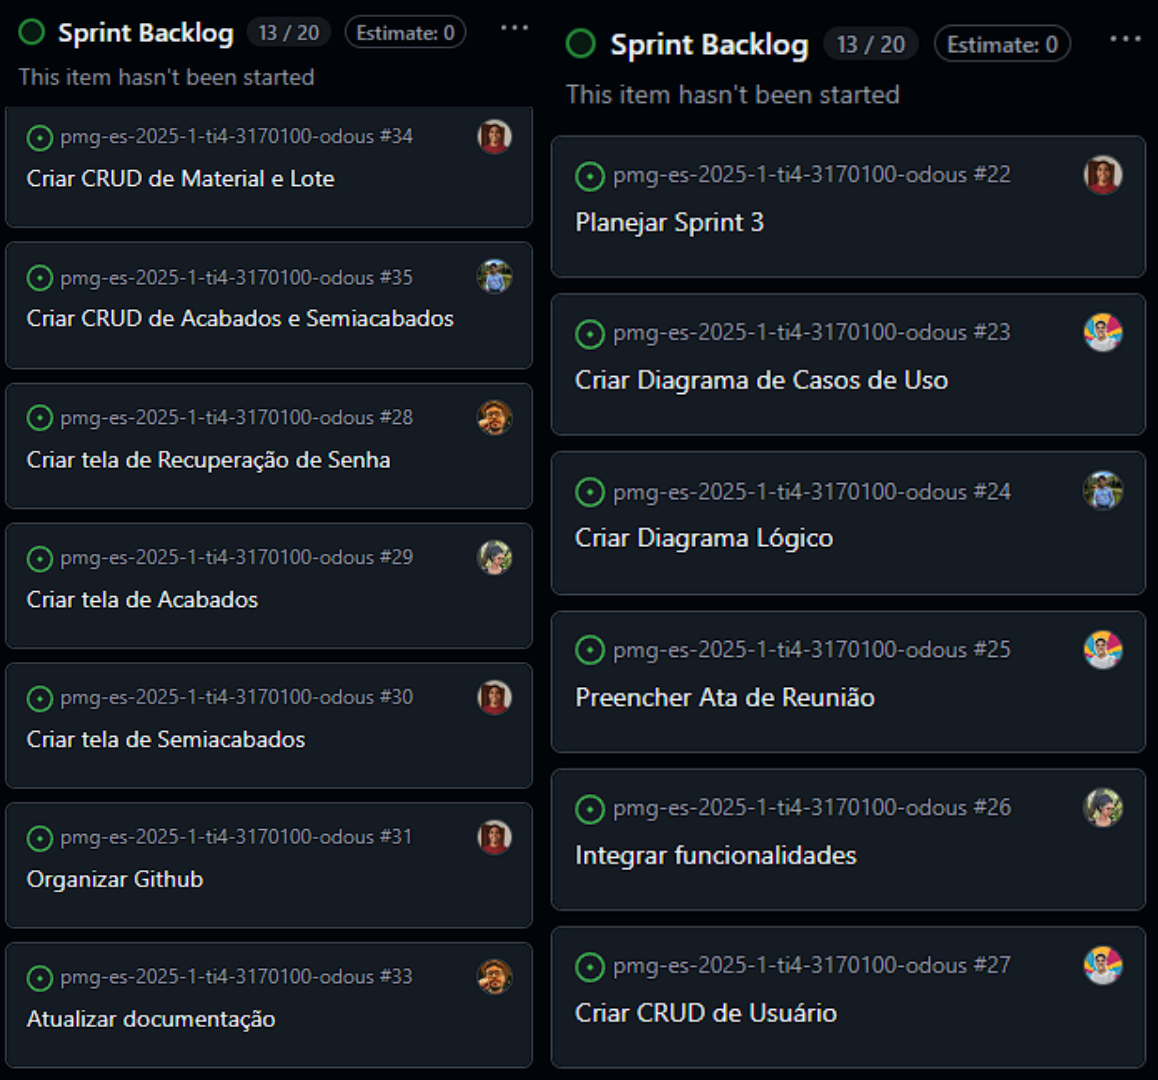 Sprint Backlog 13 / 20 Estimate: 0
This item hasn't been started
pmg-es-2025-1-ti4-3170100-odous #34
Criar CRUD de Material e Lote
pmg-es-2025-1-ti4-3170100-odous #35
Criar CRUD de Acabados e Semiacabados
pmg-es-2025-1-ti4-3170100-odous #28
Criar tela de Recuperação de Senha
pmg-es-2025-1-ti4-3170100-odous #29
Criar tela de Acabados
pmg-es-2025-1-ti4-3170100-odous #30
Criar tela de Semiacabados
pmg-es-2025-1-ti4-3170100-odous #31
Organizar Github
pmg-es-2025-1-ti4-3170100-odous #33
Atualizar documentação
Sprint Backlog 13 / 20 Estimate: 0
This item hasn't been started
pmg-es-2025-1-ti4-3170100-odous #22
Planejar Sprint 3
pmg-es-2025-1-ti4-3170100-odous #23
Criar Diagrama de Casos de Uso
pmg-es-2025-1-ti4-3170100-odous #24
Criar Diagrama Lógico
pmg-es-2025-1-ti4-3170100-odous #25
Preencher Ata de Reunião
pmg-es-2025-1-ti4-3170100-odous #26
Integrar funcionalidades
pmg-es-2025-1-ti4-3170100-odous #27
Criar CRUD de Usuário